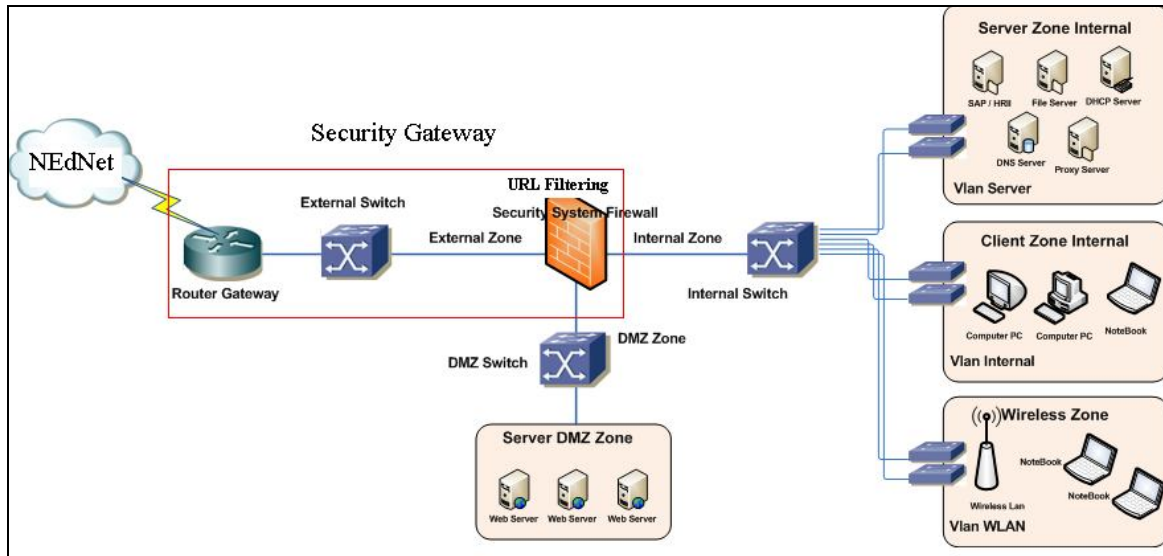 NEdNet
Security Gateway
Router Gateway
External Switch
External Zone
URL Filtering
Security System Firewall
Internal Zone
Internal Switch
DMZ Zone
DMZ Switch
Server DMZ Zone
Web Server
Web Server
Web Server
Server Zone Internal
SAP / HRII
File Server
DHCP Server
DNS Server
Proxy Server
Vlan Server
Client Zone Internal
Computer PC
Computer PC
NoteBook
Vlan Internal
Wireless Zone
NoteBook
NoteBook
Wireless Lan
Vlan WLAN